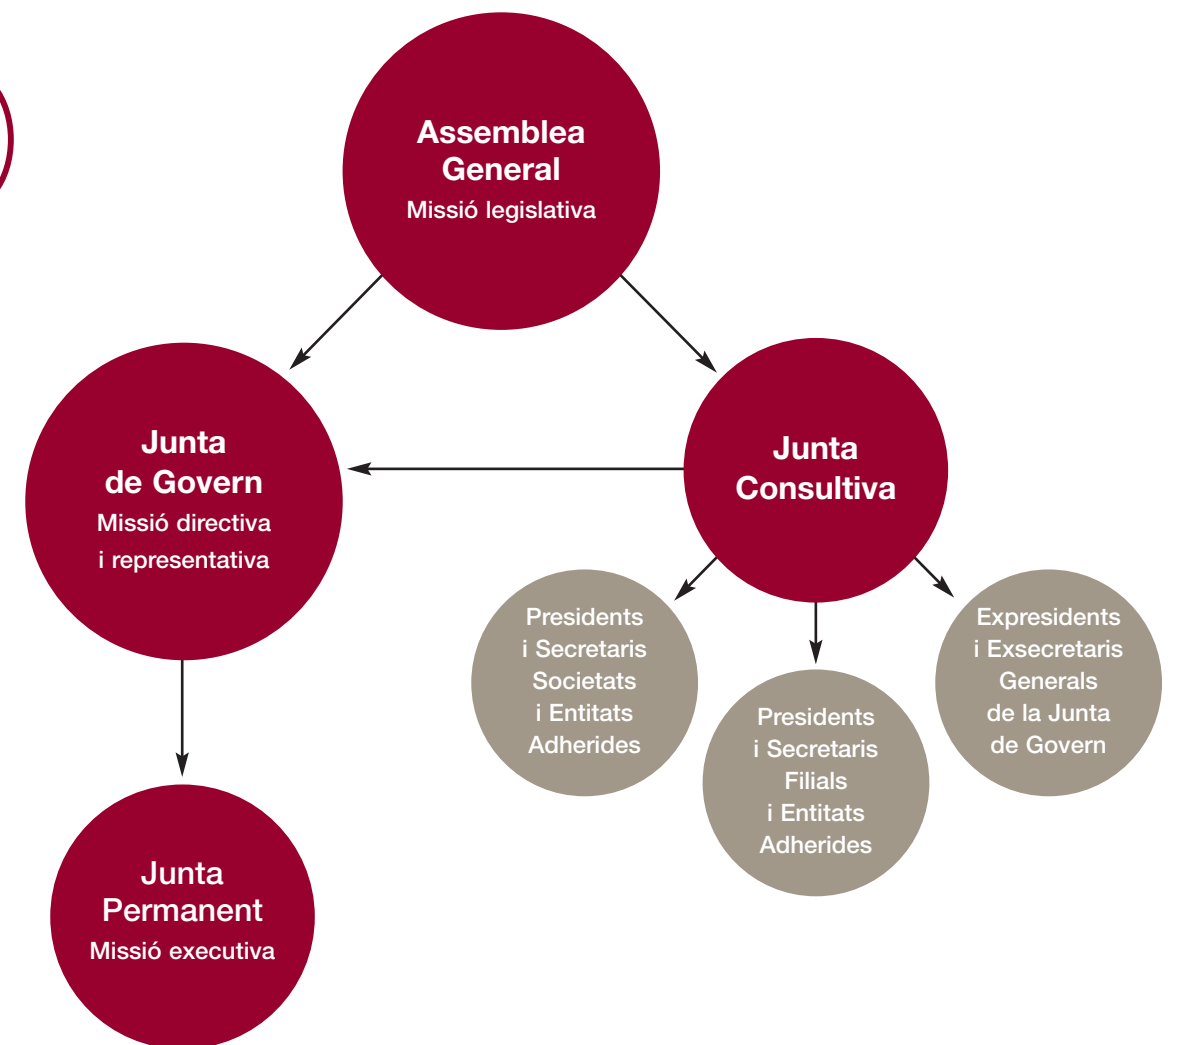 Assemblea
General
Missió legislativa
Junta
de Govern
Missió directiva
i representativa
Junta
Consultiva
Presidents
i Secretaris
Societats
i Entitats
Adherides
Presidents
i Secretaris
Filials
i Entitats
Adherides
Expresidents
i Exsecretaris
Generals
de la Junta
de Govern
Junta
Permanent
Missió executiva